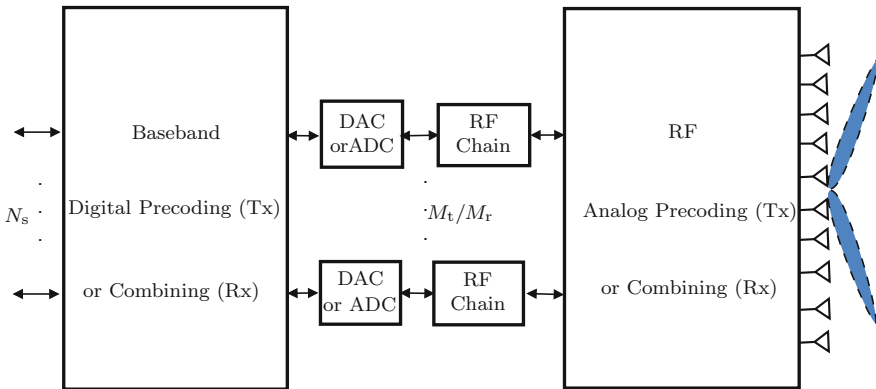 Baseband
Digital Precoding (Tx)
or Combining (Rx)
N_s
DAC
orADC
RF
Chain
M_t/M_r
DAC
or ADC
RF
Chain
RF
Analog Precoding (Tx)
or Combining (Rx)